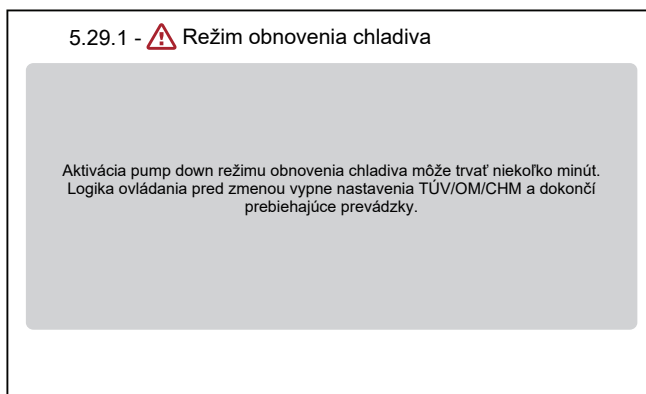 5.29.1 - Režim obnovenia chladiva
Aktivácia pump down režimu obnovenia chladiva môže trvať niekoľko minút.
Logika ovládania pred zmenou vypne nastavenia TÚV/OM/CHM a dokončí
prebiehajúce prevádzky.